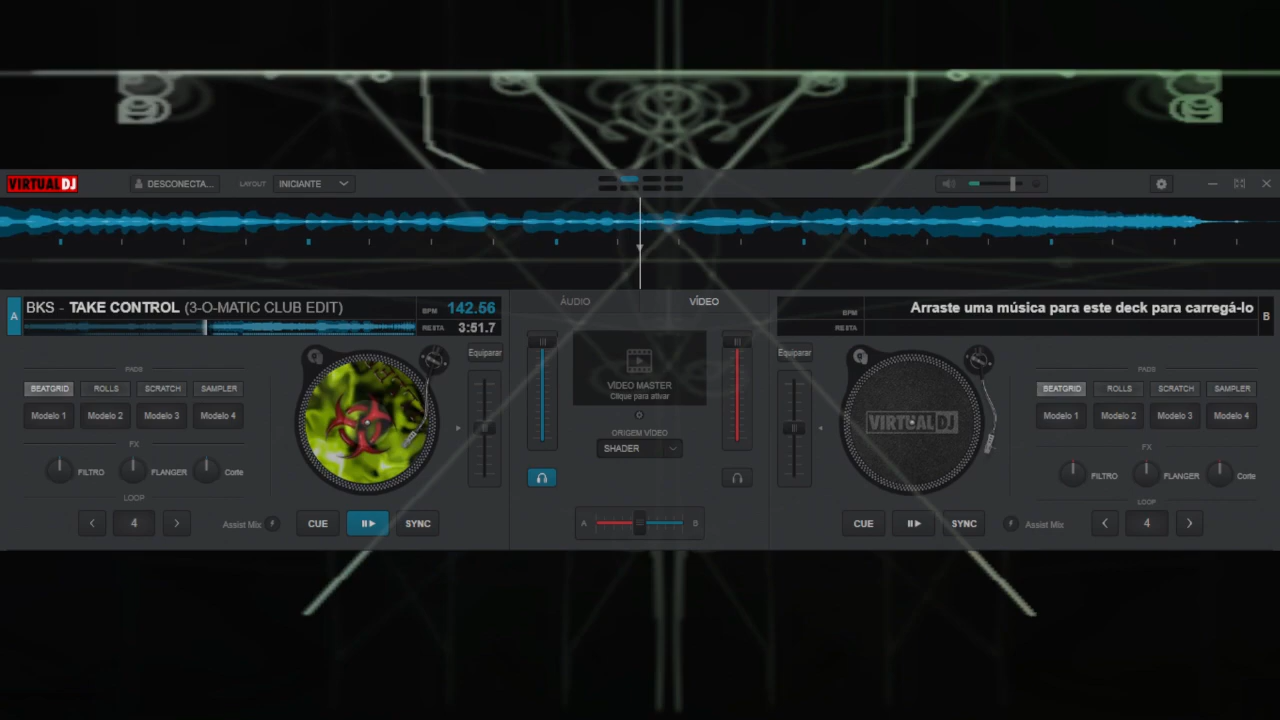 VIRTUALDJ
DESCONECTA... LAYOUT INICIANTE
A BKS - TAKE CONTROL (3-O-MATIC CLUB EDIT) BPM 142.56
RESTA 3:51.7
ÁUDIO VÍDEO
BPM Arraste uma música para este deck para carregá-lo B
RESTA
Equiparar Equiparar
PADS
BEATGRID ROLLS SCRATCH SAMPLER
Modelo 1 Modelo 2 Modelo 3 Modelo 4
FX
FILTRO FLANGER Corte
LOOP
4 Assist Mix CUE SYNC
VÍDEO MASTER
Clique para ativar
ORIGEM VÍDEO
SHADER
A B
VIRTUALDJ
PADS
BEATGRID ROLLS SCRATCH SAMPLER
Modelo 1 Modelo 2 Modelo 3 Modelo 4
FX
FILTRO FLANGER Corte
LOOP
CUE SYNC Assist Mix 4